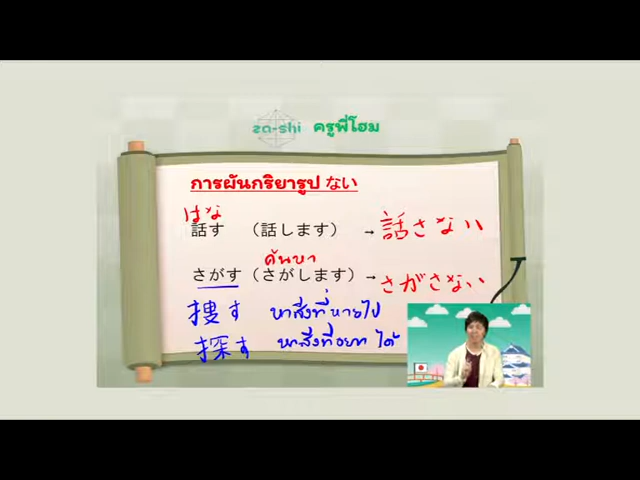 za-shi ครูพี่โฮม
การผันกริยารูป ない
はな
話す (話します) → 話さない
ค้นหา
さがす (さがします) → さがさない
捜す หาสิ่งที่หายไป
探す หาสิ่งที่อยากได้